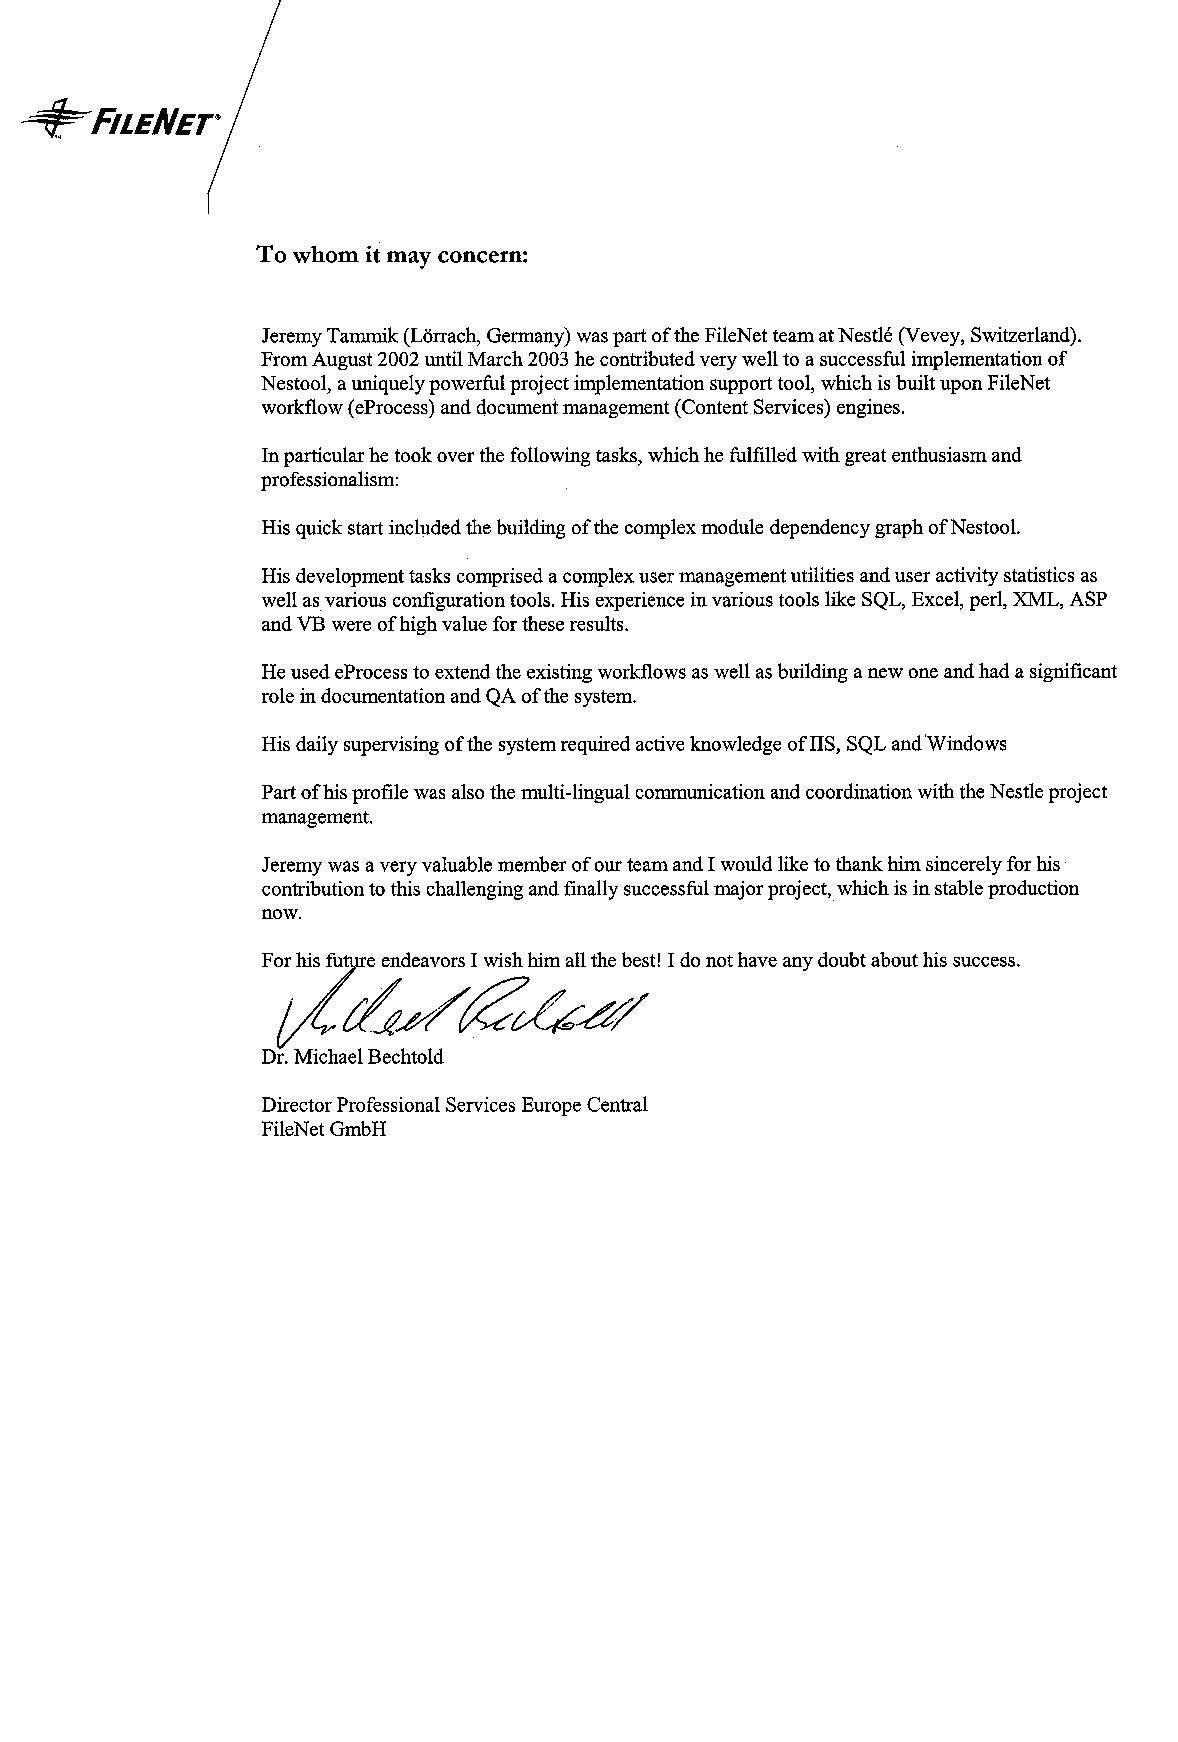 FILENET
To whom it may concern:
Jeremy Tammik (Lörrach, Germany) was part of the FileNet team at Nestlé (Vevey, Switzerland).
From August 2002 until March 2003 he contributed very well to a successful implementation of
Nestool, a uniquely powerful project implementation support tool, which is built upon FileNet
workflow (eProcess) and document management (Content Services) engines.
In particular he took over the following tasks, which he fulfilled with great enthusiasm and
professionalism:
His quick start included the building of the complex module dependency graph of Nestool.
His development tasks comprised a complex user management utilities and user activity statistics as
well as various configuration tools. His experience in various tools like SQL, Excel, perl, XML, ASP
and VB were of high value for these results.
He used eProcess to extend the existing workflows as well as building a new one and had a significant
role in documentation and QA of the system.
His daily supervising of the system required active knowledge of IIS, SQL and Windows
Part of his profile was also the multi-lingual communication and coordination with the Nestle project
management.
Jeremy was a very valuable member of our team and I would like to thank him sincerely for his
contribution to this challenging and finally successful major project, which is in stable production
now.
For his future endeavors I wish him all the best! I do not have any doubt about his success.
Michael Bechtold
Dr. Michael Bechtold
Director Professional Services Europe Central
FileNet GmbH